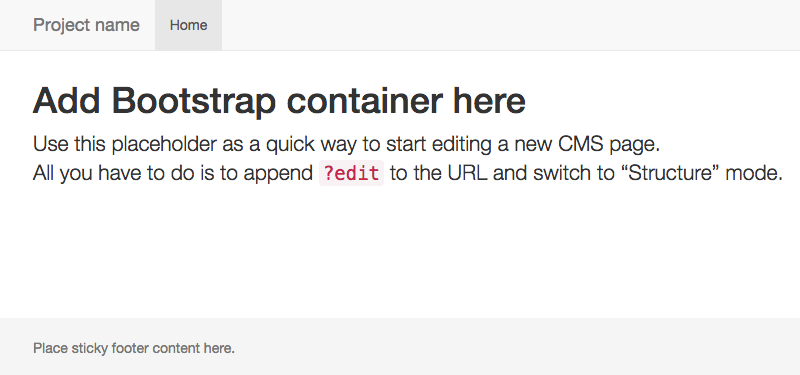 Project name Home
Add Bootstrap container here
Use this placeholder as a quick way to start editing a new CMS page.
All you have to do is to append ?edit to the URL and switch to “Structure” mode.
Place sticky footer content here.